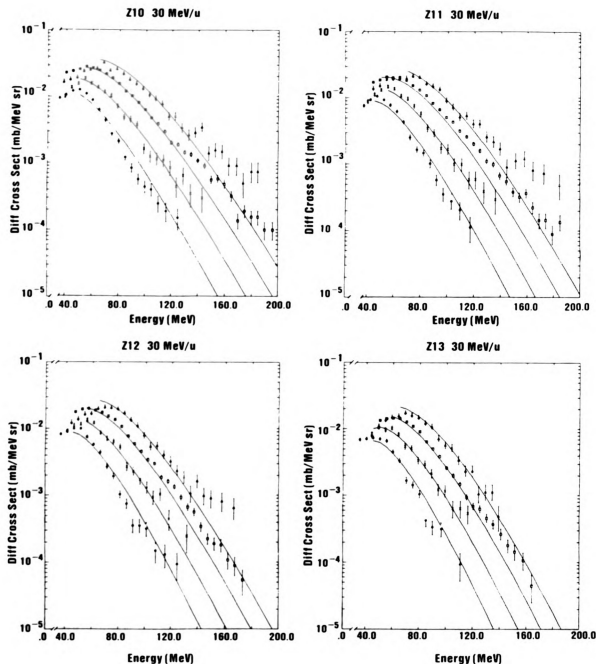 Z10 30 MeV/u
Diff Cross Sect (mb/MeV sr)
10⁻¹
10⁻²
10⁻³
10⁻⁴
10⁻⁵
.0 40.0 80.0 120.0 160.0 200.0
Energy (MeV)
Z11 30 MeV/u
Diff Cross Sect (mb/MeV sr)
10⁻¹
10⁻²
10⁻³
10⁻⁴
10⁻⁵
.0 40.0 80.0 120.0 160.0 200.0
Energy (MeV)
Z12 30 MeV/u
Diff Cross Sect (mb/MeV sr)
10⁻¹
10⁻²
10⁻³
10⁻⁴
10⁻⁵
.0 40.0 80.0 120.0 160.0 200.0
Energy (MeV)
Z13 30 MeV/u
Diff Cross Sect (mb/MeV sr)
10⁻¹
10⁻²
10⁻³
10⁻⁴
10⁻⁵
.0 40.0 80.0 120.0 160.0 200.0
Energy (MeV)